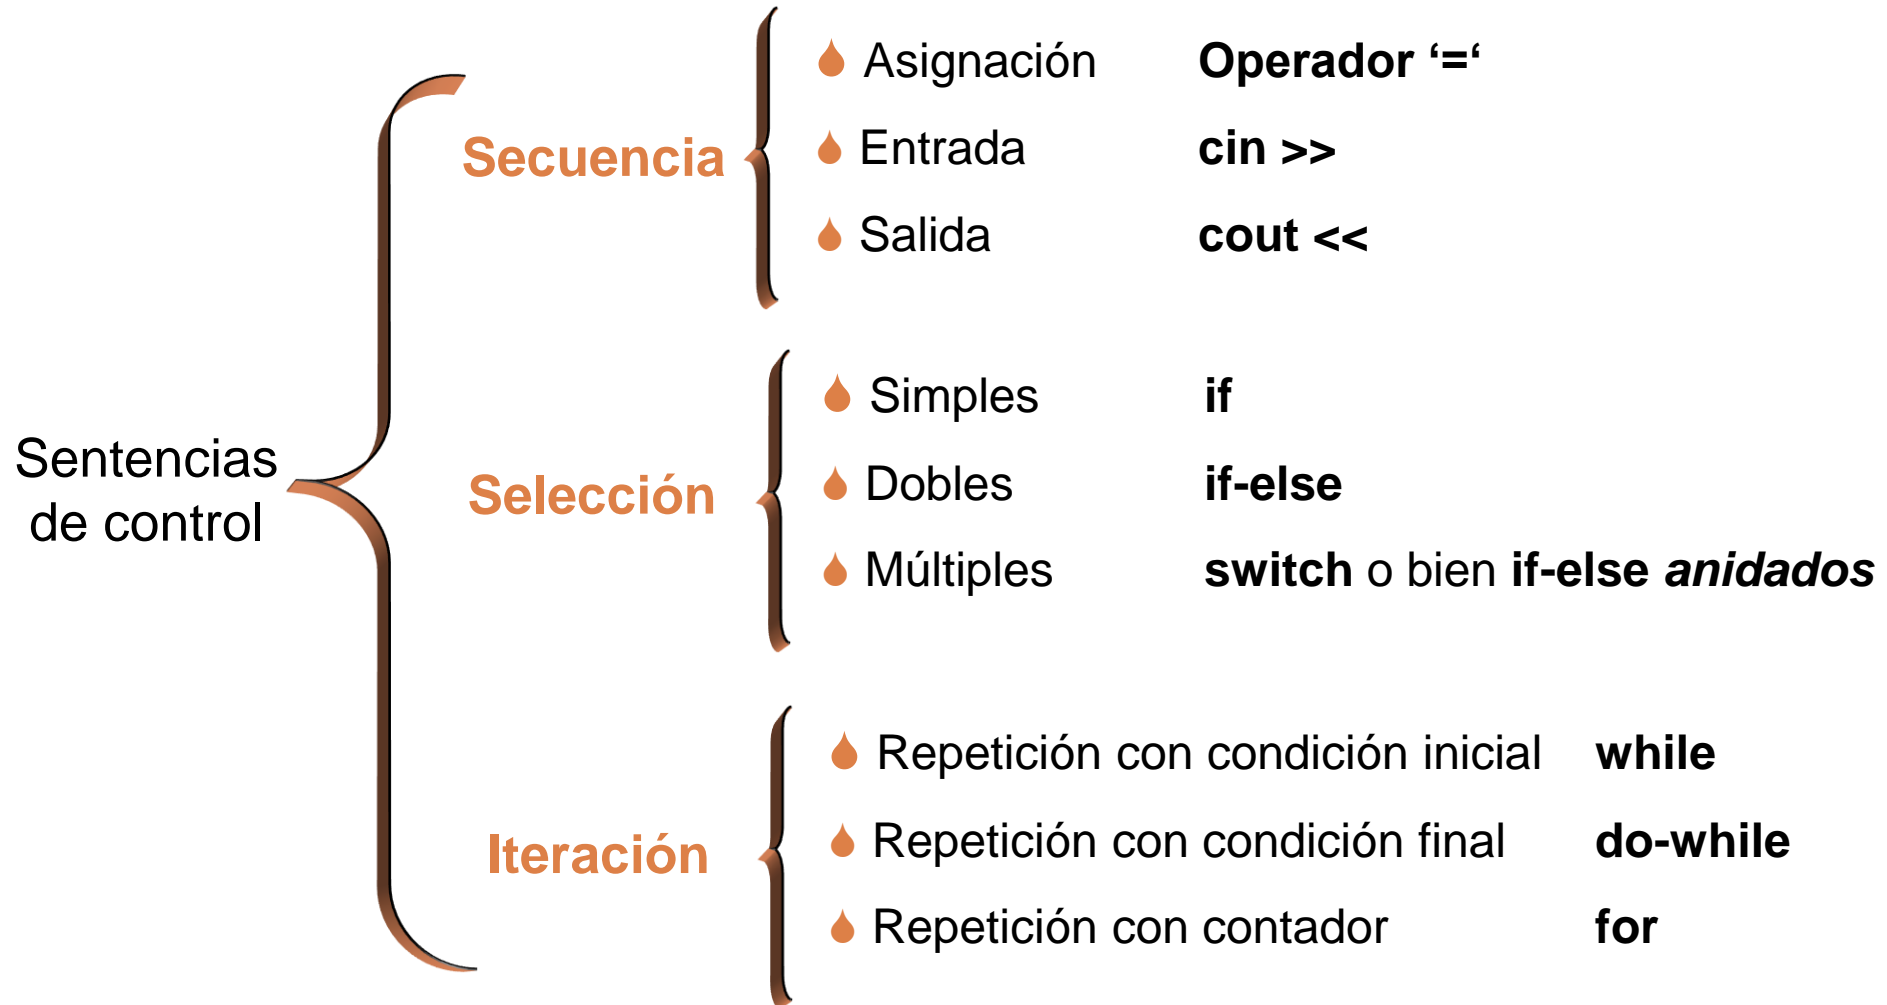 Sentencias
de control
Secuencia
Asignación Operador ‘=‘
Entrada cin >>
Salida cout <<
Selección
Simples if
Dobles if-else
Múltiples switch o bien if-else anidados
Iteración
Repetición con condición inicial while
Repetición con condición final do-while
Repetición con contador for